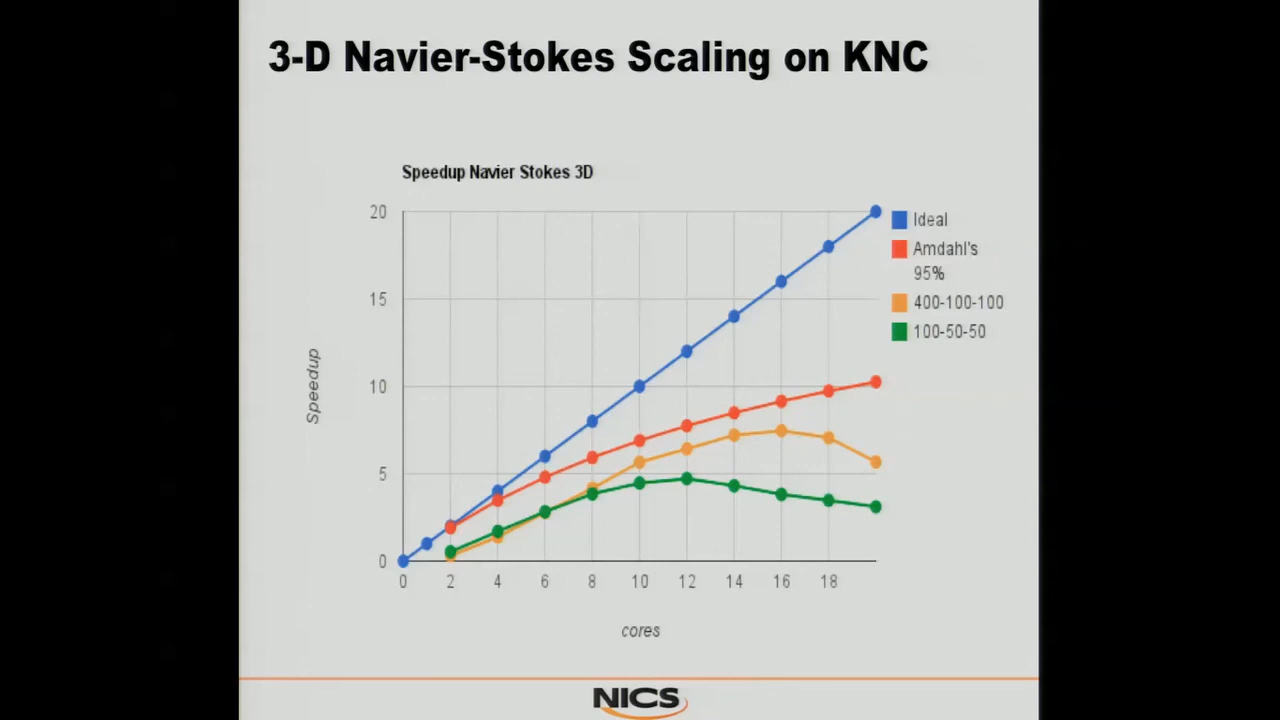 3-D Navier-Stokes Scaling on KNC
Speedup Navier Stokes 3D
20
15
10
5
0
Speedup
0 2 4 6 8 10 12 14 16 18
cores
Ideal
Amdahl's
95%
400-100-100
100-50-50
NICS